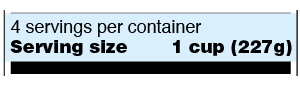 4 servings per container
Serving size 1 cup (227g)